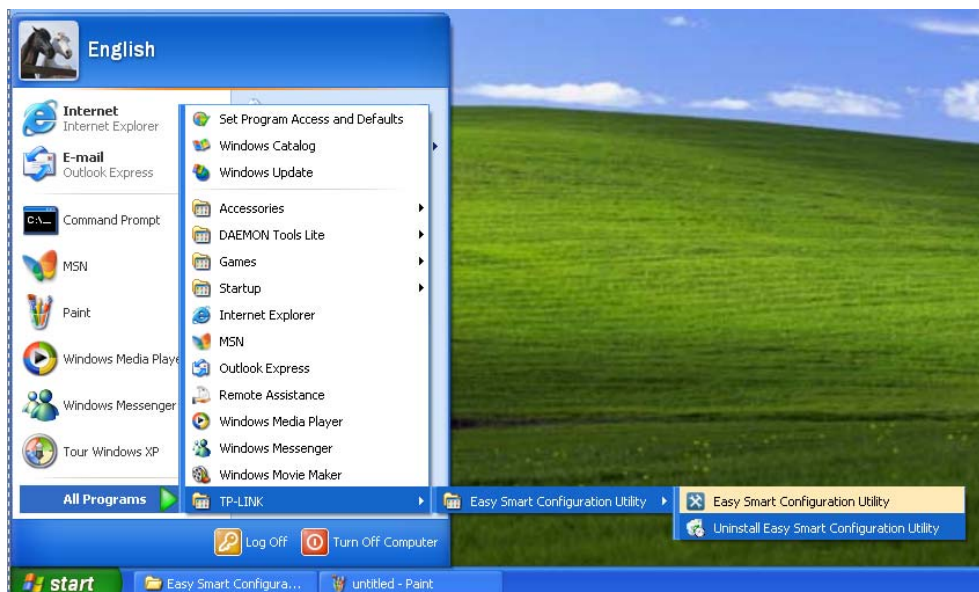 English
Internet
Internet Explorer
E-mail
Outlook Express
C:\_
Command Prompt
MSN
Paint
Windows Media Playe
Windows Messenger
Tour Windows XP
All Programs
Set Program Access and Defaults
Windows Catalog
Windows Update
Accessories
DAEMON Tools Lite
Games
Startup
Internet Explorer
MSN
Outlook Express
Remote Assistance
Windows Media Player
Windows Messenger
Windows Movie Maker
TP-LINK
Easy Smart Configuration Utility
Easy Smart Configuration Utility
Uninstall Easy Smart Configuration Utility
Log Off
Turn Off Computer
start
Easy Smart Configura...
untitled - Paint